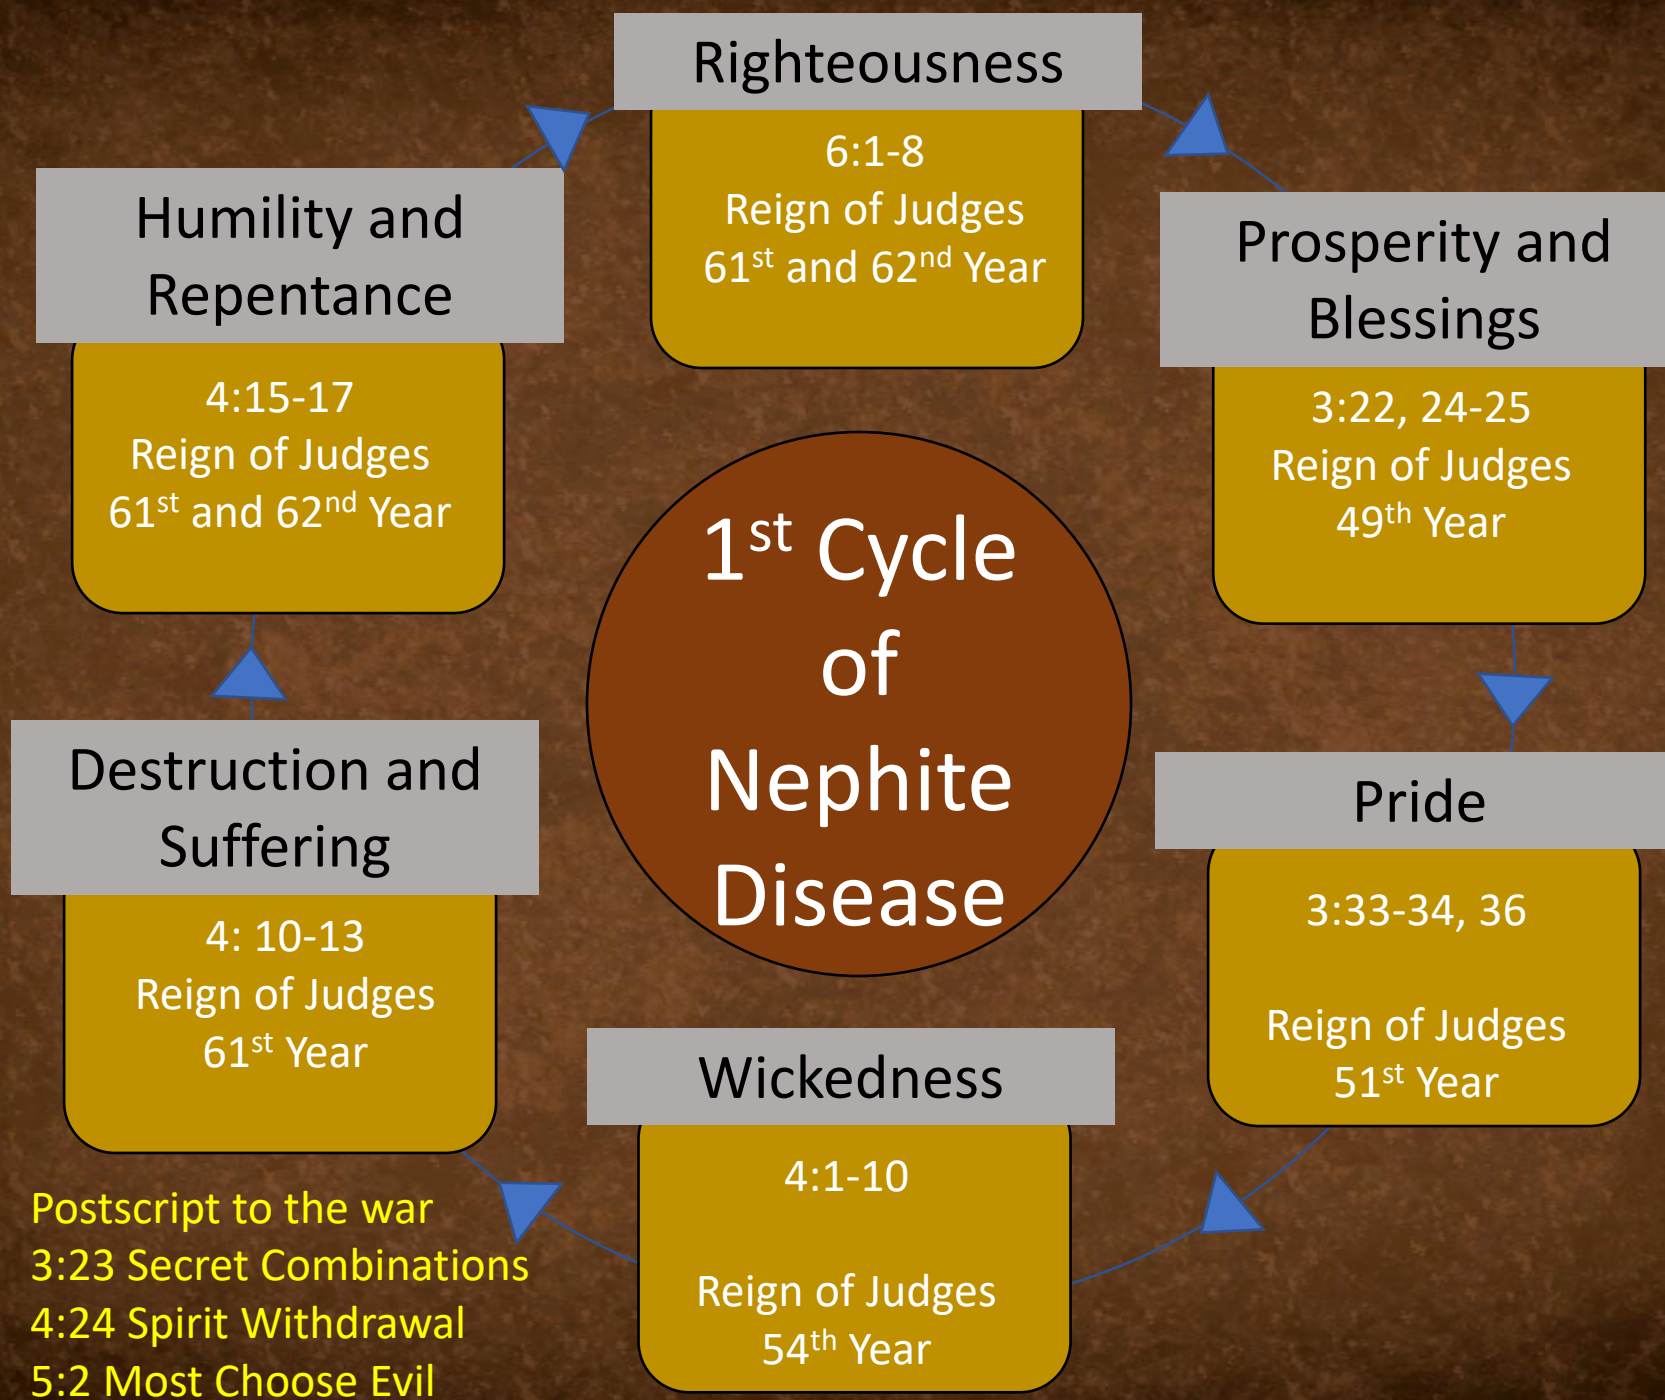 Righteousness
6:1-8
Reign of Judges
61st and 62nd Year
Prosperity and
Blessings
3:22, 24-25
Reign of Judges
49th Year
Pride
3:33-34, 36
Reign of Judges
51st Year
Wickedness
4:1-10
Reign of Judges
54th Year
Destruction and
Suffering
4: 10-13
Reign of Judges
61st Year
Humility and
Repentance
4:15-17
Reign of Judges
61st and 62nd Year
1st Cycle
of
Nephite
Disease
Postscript to the war
3:23 Secret Combinations
4:24 Spirit Withdrawal
5:2 Most Choose Evil